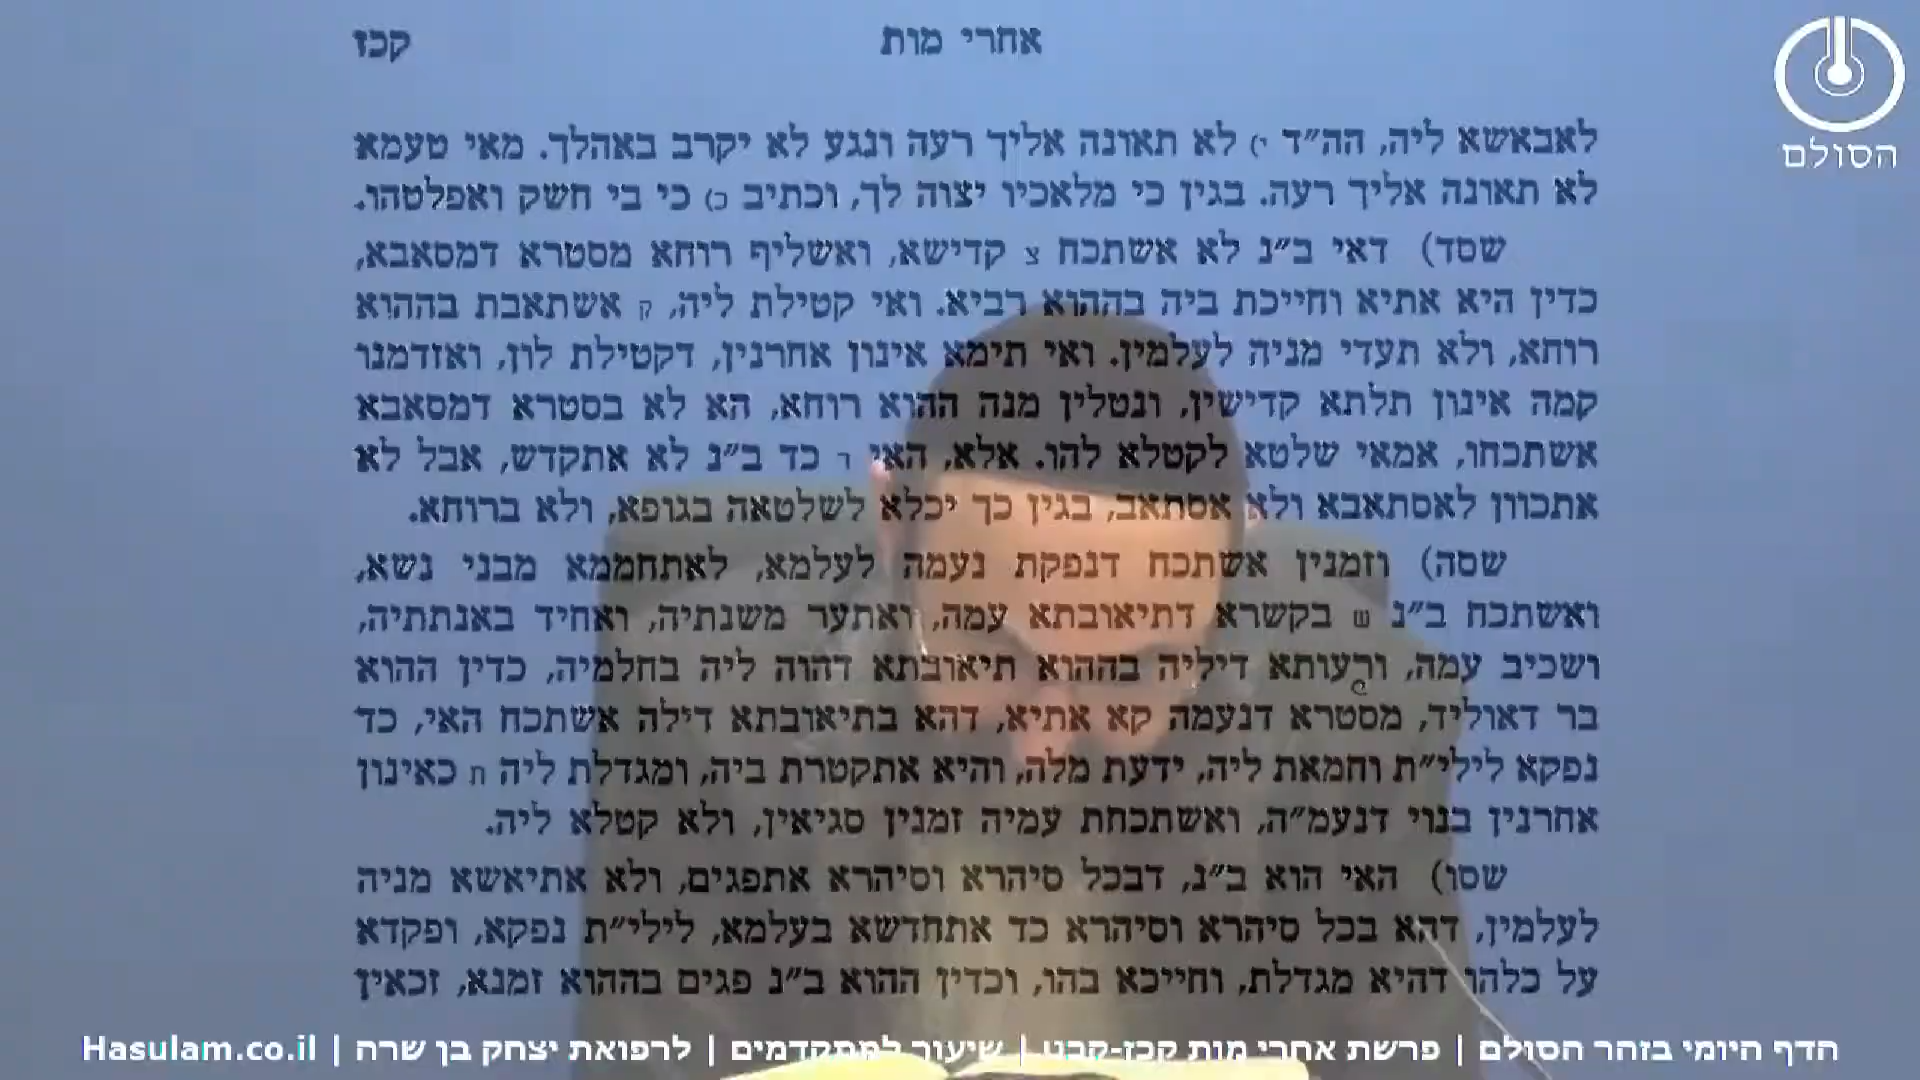 אחרי מות
קכז
הסולם
לאבאשא ליה, הה״ד י) לא תאונה אליך רעה ונגע לא יקרב באהלך. מאי טעמא
לא תאונה אליך רעה. בגין כי מלאכיו יצוה לך, וכתיב כ) כי בי חשק ואפלטהו.
שסד) דאי ב״נ לא אשתכח צ קדישא, ואשליף רוחא מסטרא דמסאבא,
כדין היא אתיא וחייכת ביה בההוא רביא. ואי קטילת ליה, ק אשתאבת בההוא
רוחא, ולא תעדי מניה לעלמין. ואי תימא אינון אחרנין, דקטילת לון, ואזדמנו
קמה אינון תלתא קדישין, ונטלין מנה ההוא רוחא, הא לא בסטרא דמסאבא
אשתכחו, אמאי שלטא לקטלא להו. אלא, האי ר כד ב״נ לא אתקדש, אבל לא
אתכוון לאסתאבא ולא אסתאב, בגין כך יכלא לשלטאה בגופא, ולא ברוחא.
שסה) וזמנין אשתכח דנפקת נעמה לעלמא, לאתחממא מבני נשא,
ואשתכח ב״נ ש בקשרא דתיאובתא עמה, ואתער משנתיה, ואחיד באנתתיה,
ושכיב עמה, ורעותא דיליה בההוא תיאובתא דהוה ליה בחלמיה, כדין ההוא
בר דאוליד, מסטרא דנעמה קא אתיא, דהא בתיאובתא דילה אשתכח האי, כד
נפקא לילי״ת וחמאת ליה, ידעת מלה, והיא אתקטרת ביה, ומגדלת ליה ת כאינון
אחרנין בנוי דנעמ״ה, ואשתכחת עמיה זמנין סגיאין, ולא קטלא ליה.
שסו) האי הוא ב״נ, דבכל סיהרא וסיהרא אתפגים, ולא אתיאשא מניה
לעלמין, דהא בכל סיהרא וסיהרא כד אתחדשא בעלמא, לילי״ת נפקא, ופקדא
על כלהו דהיא מגדלת, וחייכא בהו, וכדין ההוא ב״נ פגים בההוא זמנא, זכאין
הדף היומי בזהר הסולם | פרשת אחרי מות קכז-קכט | שיעור למתקדמים | לרפואת יצחק בן שרה | Hasulam.co.il